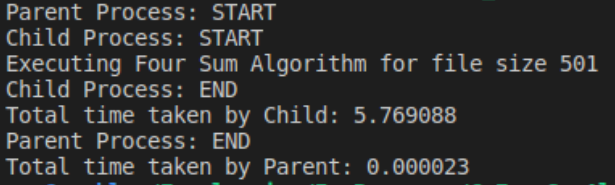 Parent Process: START
Child Process: START
Executing Four Sum Algorithm for file size 501
Child Process: END
Total time taken by Child: 5.769088
Parent Process: END
Total time taken by Parent: 0.000023